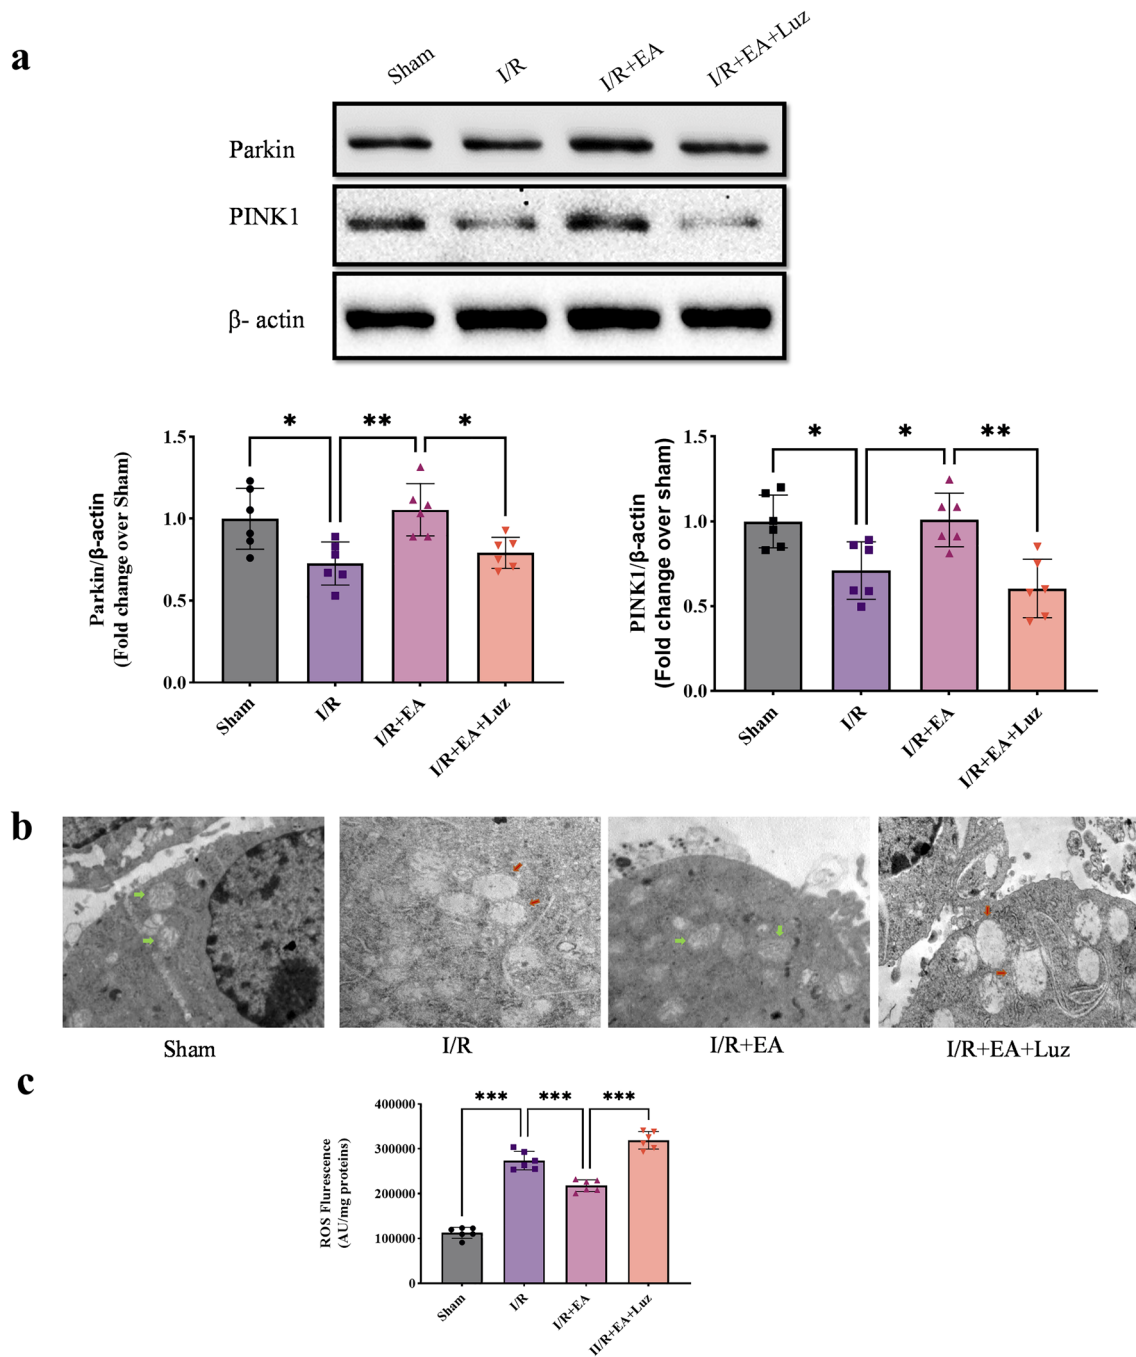 a
Sham
I/R
I/R+EA
I/R+EA+Luz
Parkin
PINK1
β- actin
* ** *
1.5
1.0
0.5
0.0
Parkin/β-actin
(Fold change over Sham)
Sham
I/R
I/R+EA
I/R+EA+Luz
* * **
1.5
1.0
0.5
0.0
PINK1/β-actin
(Fold change over sham)
Sham
I/R
I/R+EA
I/R+EA+Luz
b
Sham
I/R
I/R+EA
I/R+EA+Luz
c
*** *** ***
400000
300000
200000
100000
0
ROS Flurescence
(AU/mg proteins)
Sham
I/R
I/R+EA
II/R+EA+Luz